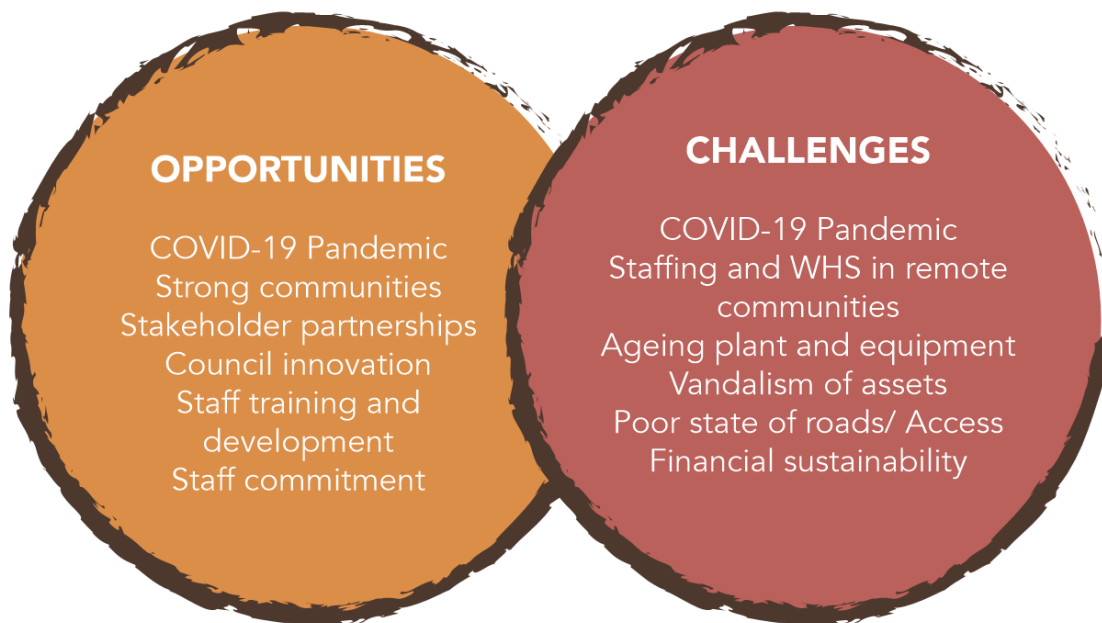 OPPORTUNITIES
COVID-19 Pandemic
Strong communities
Stakeholder partnerships
Council innovation
Staff training and
development
Staff commitment
CHALLENGES
COVID-19 Pandemic
Staffing and WHS in remote
communities
Ageing plant and equipment
Vandalism of assets
Poor state of roads/ Access
Financial sustainability